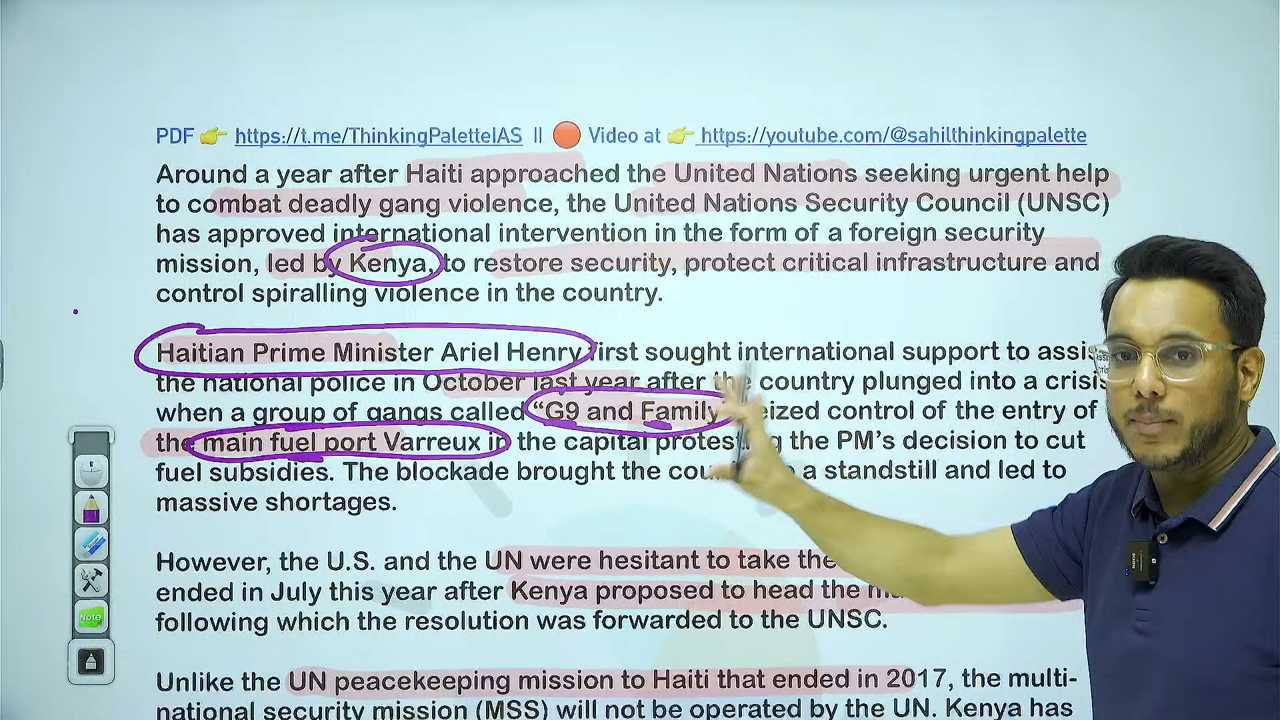 PDF 👉 https://t.me/ThinkingPaletteIAS II 🔴 Video at 👉 https://youtube.com/@sahilthinkingpalette
Around a year after Haiti approached the United Nations seeking urgent help
to combat deadly gang violence, the United Nations Security Council (UNSC)
has approved international intervention in the form of a foreign security
mission, led by Kenya, to restore security, protect critical infrastructure and
control spiralling violence in the country.
Haitian Prime Minister Ariel Henry first sought international support to assis
the national police in October last year after the country plunged into a crisis
when a group of gangs called “G9 and Family” seized control of the entry of
the main fuel port Varreux in the capital protesting the PM’s decision to cut
fuel subsidies. The blockade brought the cou a standstill and led to
massive shortages.
However, the U.S. and the UN were hesitant to take the
ended in July this year after Kenya proposed to head the
following which the resolution was forwarded to the UNSC.
Unlike the UN peacekeeping mission to Haiti that ended in 2017, the multi-
national security mission (MSS) will not be operated by the UN. Kenya has
Note